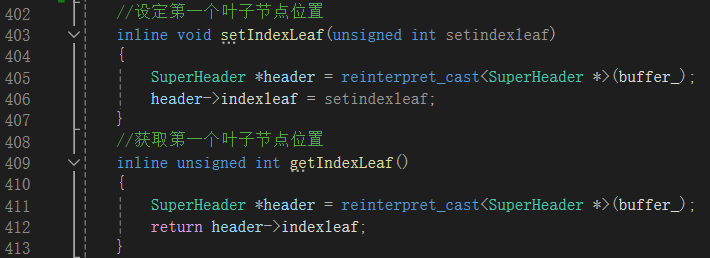 402 //设定第一个叶子节点位置
403 inline void setIndexLeaf(unsigned int setindexleaf)
404 {
405 SuperHeader *header = reinterpret_cast<SuperHeader *>(buffer_);
406 header->indexleaf = setindexleaf;
407 }
408 //获取第一个叶子节点位置
409 inline unsigned int getIndexLeaf()
410 {
411 SuperHeader *header = reinterpret_cast<SuperHeader *>(buffer_);
412 return header->indexleaf;
413 }